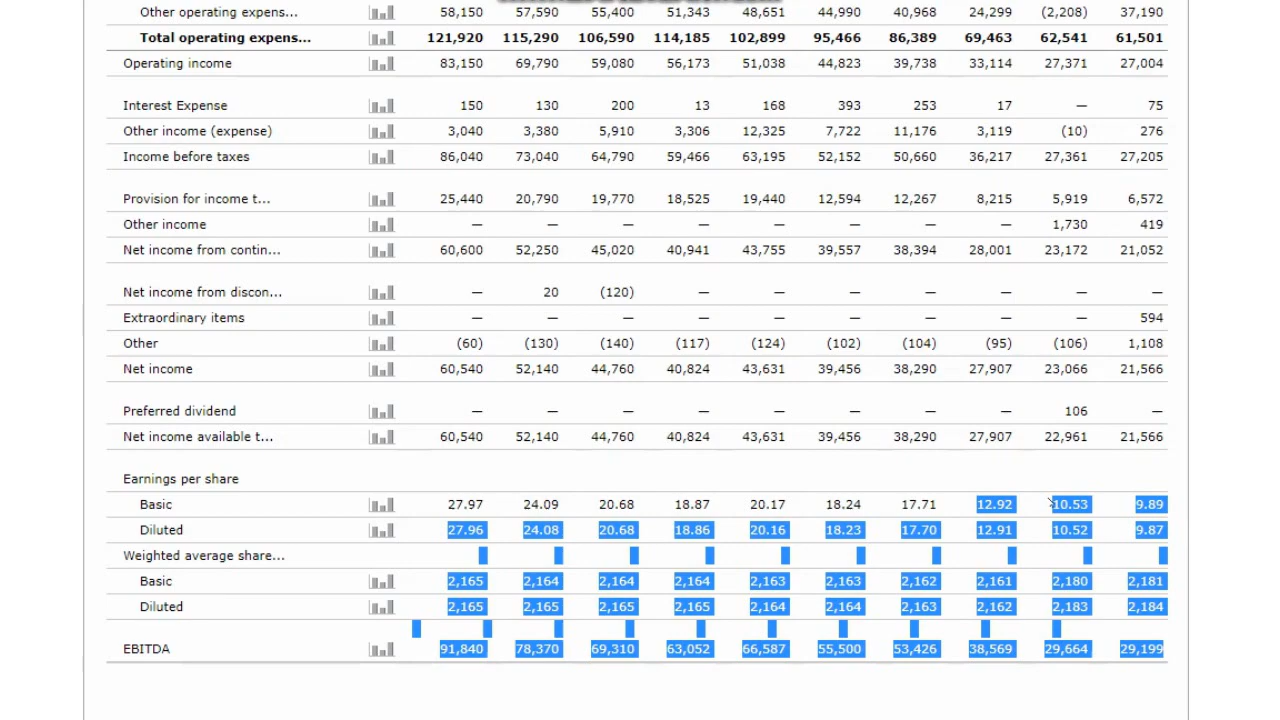 Other operating expens... 58,150 57,590 55,400 51,343 48,651 44,990 40,968 24,299 (2,208) 37,190
Total operating expens... 121,920 115,290 106,590 114,185 102,899 95,466 86,389 69,463 62,541 61,501
Operating income 83,150 69,790 59,080 56,173 51,038 44,823 39,738 33,114 27,371 27,004
Interest Expense 150 130 200 13 168 393 253 17 — 75
Other income (expense) 3,040 3,380 5,910 3,306 12,325 7,722 11,176 3,119 (10) 276
Income before taxes 86,040 73,040 64,790 59,466 63,195 52,152 50,660 36,217 27,361 27,205
Provision for income t... 25,440 20,790 19,770 18,525 19,440 12,594 12,267 8,215 5,919 6,572
Other income — — — — — — — — 1,730 419
Net income from contin... 60,600 52,250 45,020 40,941 43,755 39,557 38,394 28,001 23,172 21,052
Net income from discon... — 20 (120) — — — — — — —
Extraordinary items — — — — — — — — — 594
Other (60) (130) (140) (117) (124) (102) (104) (95) (106) 1,108
Net income 60,540 52,140 44,760 40,824 43,631 39,456 38,290 27,907 23,066 21,566
Preferred dividend — — — — — — — — 106 —
Net income available t... 60,540 52,140 44,760 40,824 43,631 39,456 38,290 27,907 22,961 21,566
Earnings per share
Basic 27.97 24.09 20.68 18.87 20.17 18.24 17.71 12.92 10.53 9.89
Diluted 27.96 24.08 20.68 18.86 20.16 18.23 17.70 12.91 10.52 9.87
Weighted average share...
Basic 2,165 2,164 2,164 2,164 2,163 2,163 2,162 2,161 2,180 2,181
Diluted 2,165 2,165 2,165 2,165 2,164 2,164 2,163 2,162 2,183 2,184
EBITDA 91,840 78,370 69,310 63,052 66,587 55,500 53,426 38,569 29,664 29,199